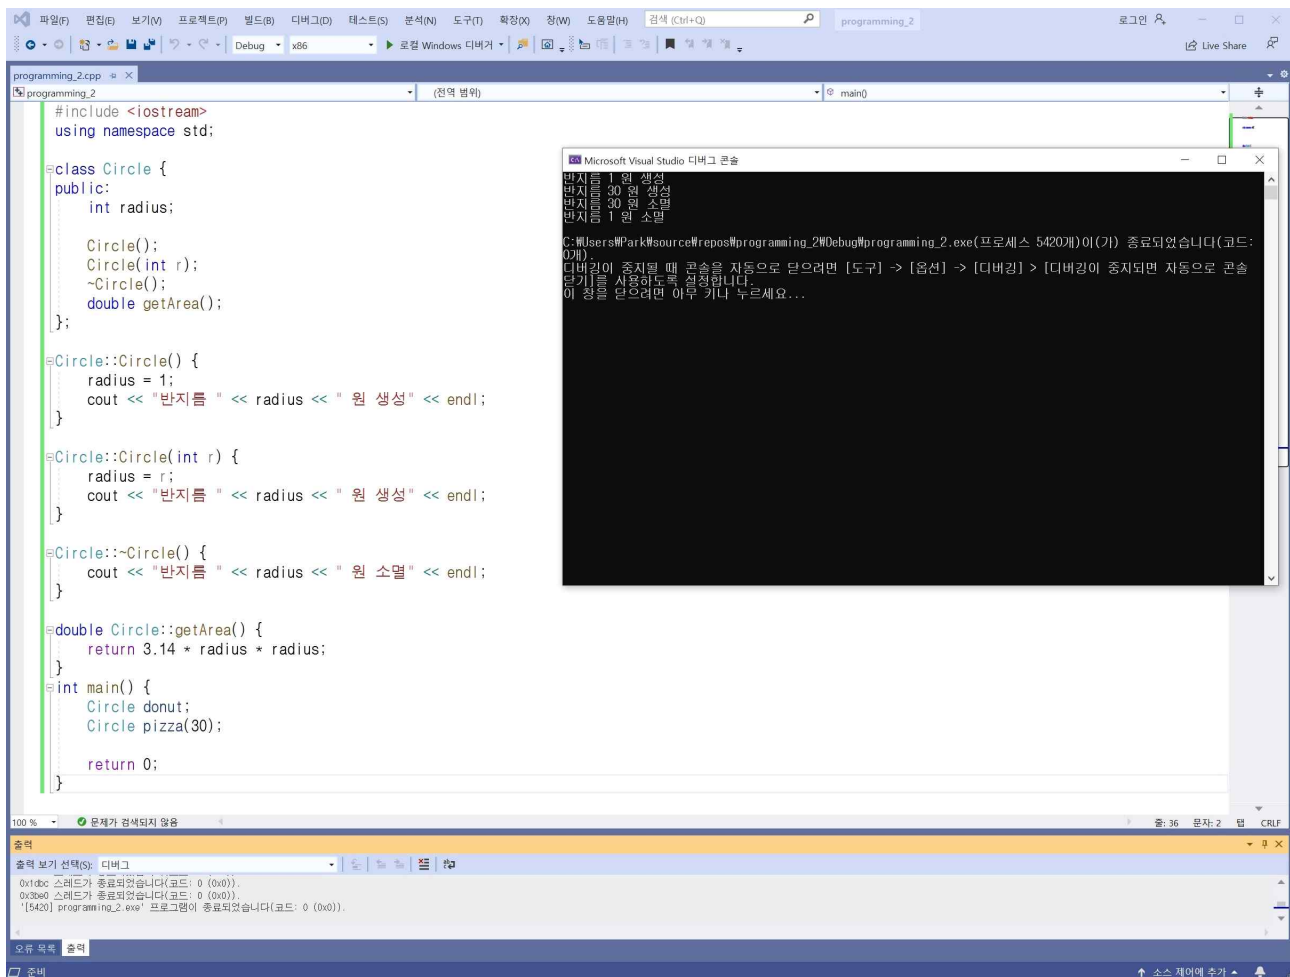 파일(F) 편집(E) 보기(V) 프로젝트(P) 빌드(B) 디버그(D) 테스트(S) 분석(N) 도구(T) 확장(X) 창(W) 도움말(H) 검색 (Ctrl+Q) programming_2 로그인
Debug x86 로컬 Windows 디버거 Live Share
programming_2.cpp
programming_2 (전역 범위) main()
#include <iostream>
using namespace std;
class Circle {
public:
int radius;
Circle();
Circle(int r);
~Circle();
double getArea();
};
Circle::Circle() {
radius = 1;
cout << "반지름 " << radius << " 원 생성" << endl;
}
Circle::Circle(int r) {
radius = r;
cout << "반지름 " << radius << " 원 생성" << endl;
}
Circle::~Circle() {
cout << "반지름 " << radius << " 원 소멸" << endl;
}
double Circle::getArea() {
return 3.14 * radius * radius;
}
int main() {
Circle donut;
Circle pizza(30);
return 0;
}
Microsoft Visual Studio 디버그 콘솔
반지름 1 원 생성
반지름 30 원 생성
반지름 30 원 소멸
반지름 1 원 소멸
C:₩Users₩Park₩source₩repos₩programming_2₩Debug₩programming_2.exe(프로세스 5420개)이(가) 종료되었습니다(코드:
0개).
디버깅이 중지될 때 콘솔을 자동으로 닫으려면 [도구] -> [옵션] -> [디버깅] > [디버깅이 중지되면 자동으로 콘솔
닫기]를 사용하도록 설정합니다.
이 창을 닫으려면 아무 키나 누르세요...
100 % 문제가 검색되지 않음 줄: 36 문자: 2 탭 CRLF
출력
출력 보기 선택(S): 디버그
0x1dbc 스레드가 종료되었습니다(코드: 0 (0x0)).
0x3be0 스레드가 종료되었습니다(코드: 0 (0x0)).
'[5420] programming_2.exe' 프로그램이 종료되었습니다(코드: 0 (0x0)).
오류 목록 출력
준비 소스 제어에 추가